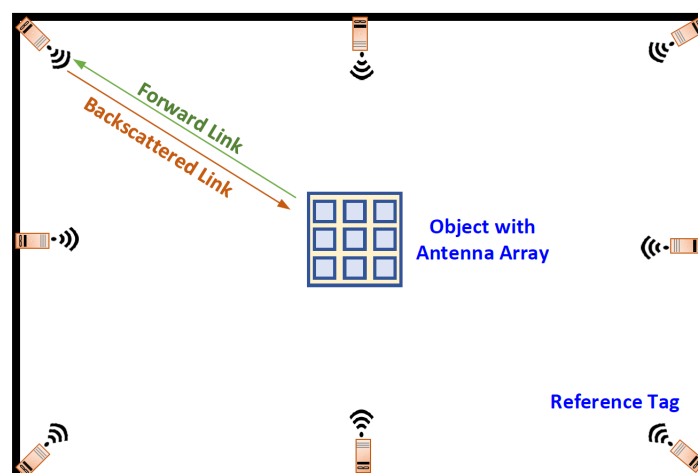 Forward Link
Backscattered Link
Object with
Antenna Array
Reference Tag